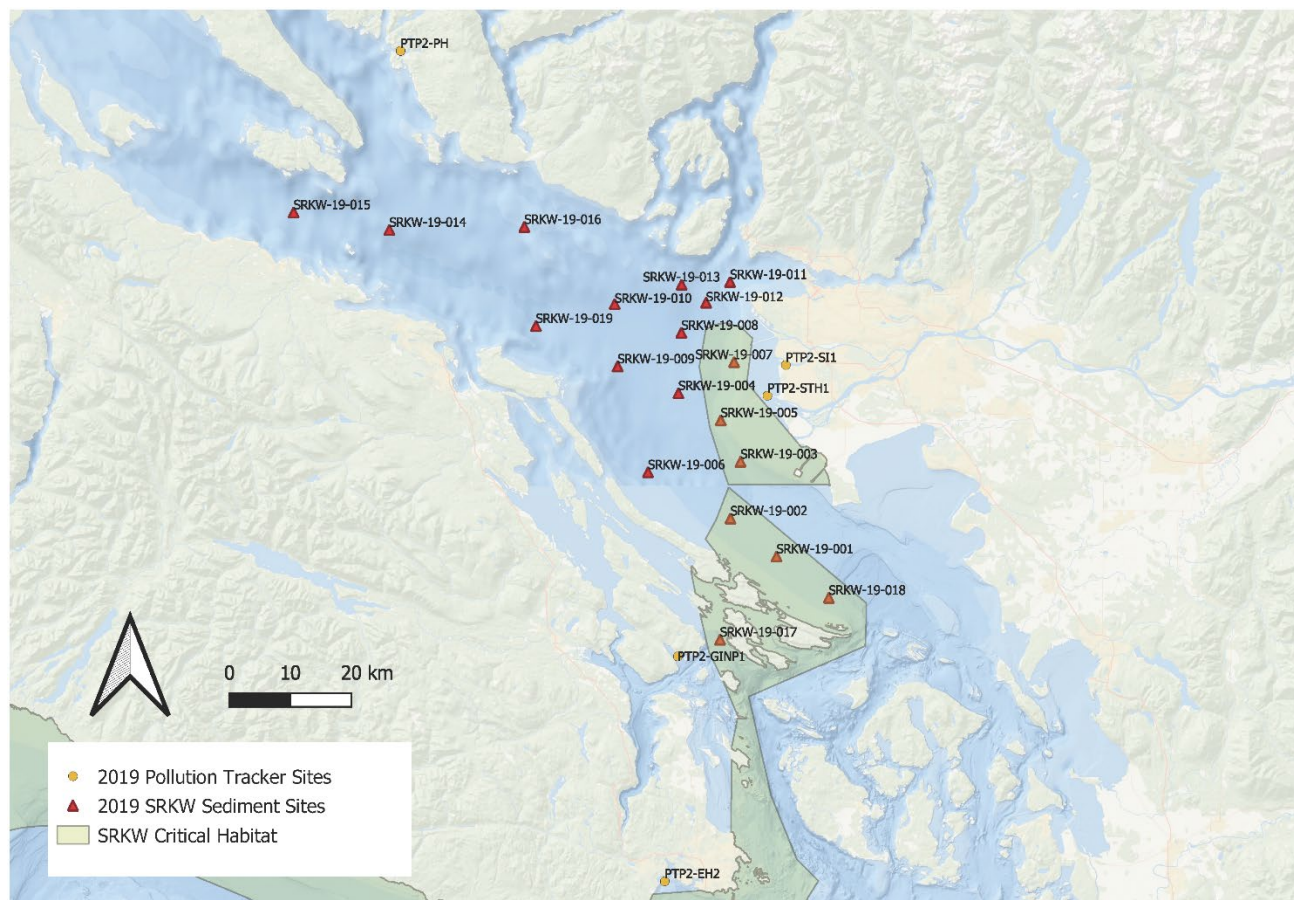 PTP2-PH
SRKW-19-015
SRKW-19-014
SRKW-19-016
SRKW-19-013
SRKW-19-011
SRKW-19-010
SRKW-19-012
SRKW-19-019
SRKW-19-008
SRKW-19-009
SRKW-19-007
PTP2-SI1
SRKW-19-004
PTP2-STH1
SRKW-19-005
SRKW-19-006
SRKW-19-003
SRKW-19-002
SRKW-19-001
SRKW-19-018
SRKW-19-017
PTP2-GINP1
0 10 20 km
2019 Pollution Tracker Sites
2019 SRKW Sediment Sites
SRKW Critical Habitat
PTP2-EH2